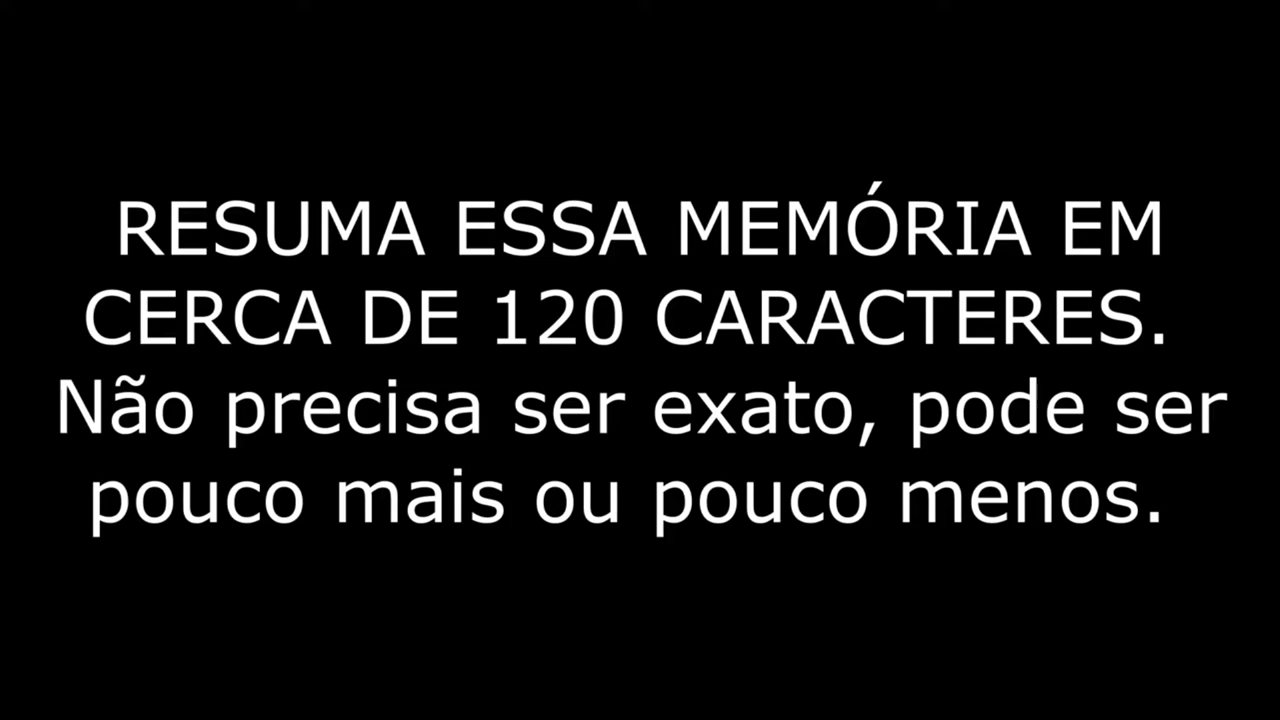 RESUMA ESSA MEMÓRIA EM
CERCA DE 120 CARACTERES.
Não precisa ser exato, pode ser
pouco mais ou pouco menos.